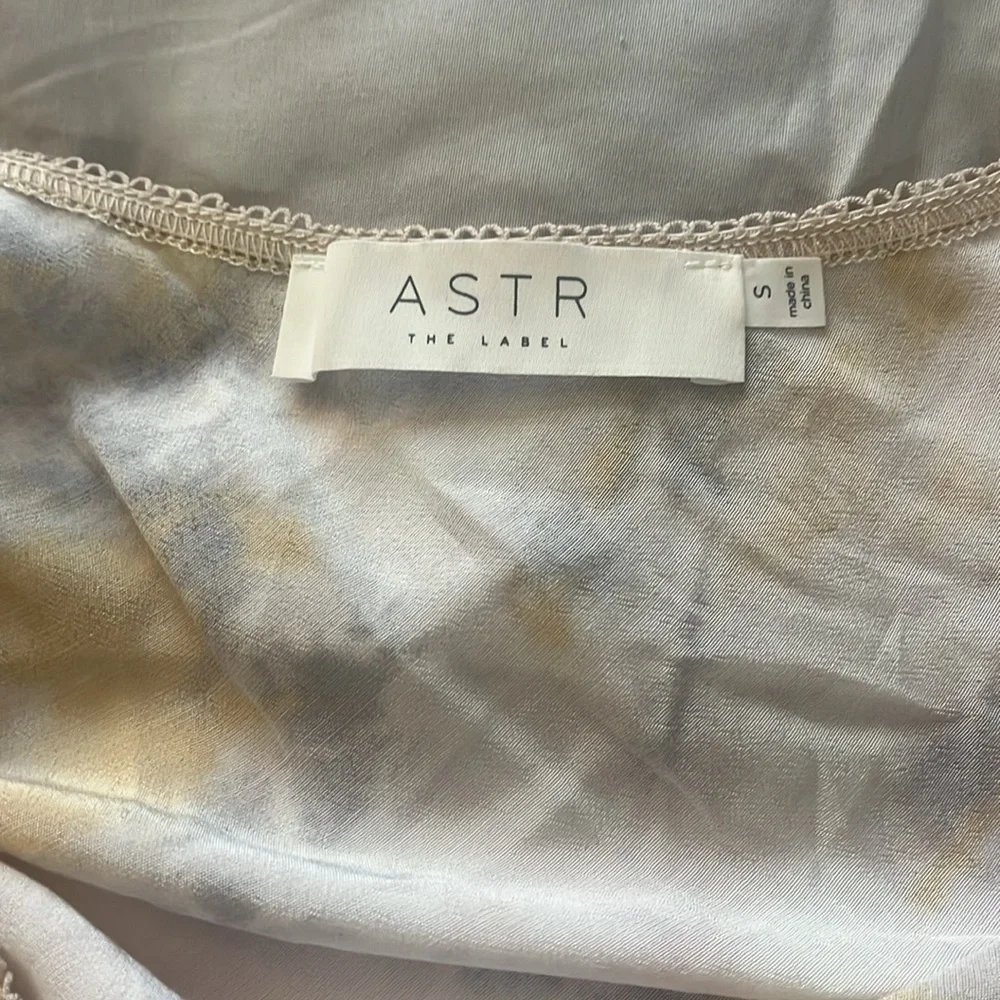 ASTR
THE LABEL
S
made in
china